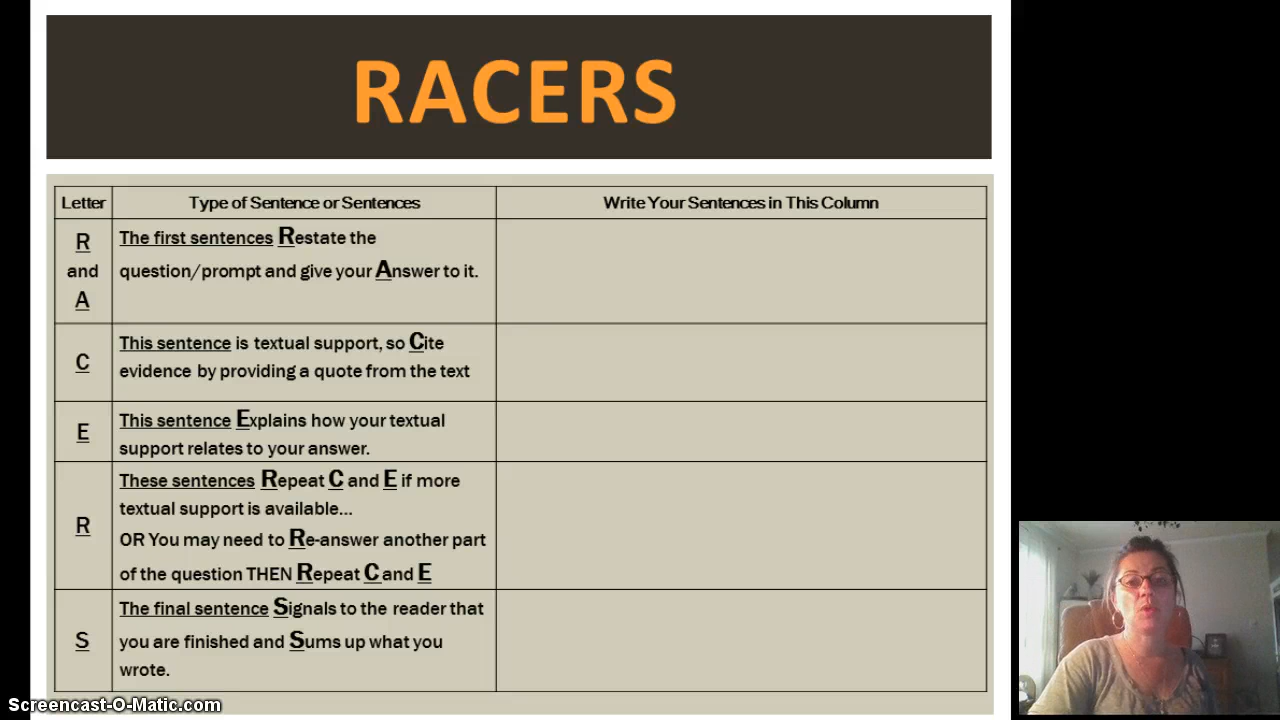 RACERS
Letter Type of Sentence or Sentences Write Your Sentences in This Column
R
and
A
The first sentences Restate the
question/prompt and give your Answer to it.
C
This sentence is textual support, so Cite
evidence by providing a quote from the text
E
This sentence Explains how your textual
support relates to your answer.
R
These sentences Repeat C and E if more
textual support is available...
OR You may need to Re-answer another part
of the question THEN Repeat C and E
S
The final sentence Signals to the reader that
you are finished and Sums up what you
wrote.
Screencast-O-Matic.com